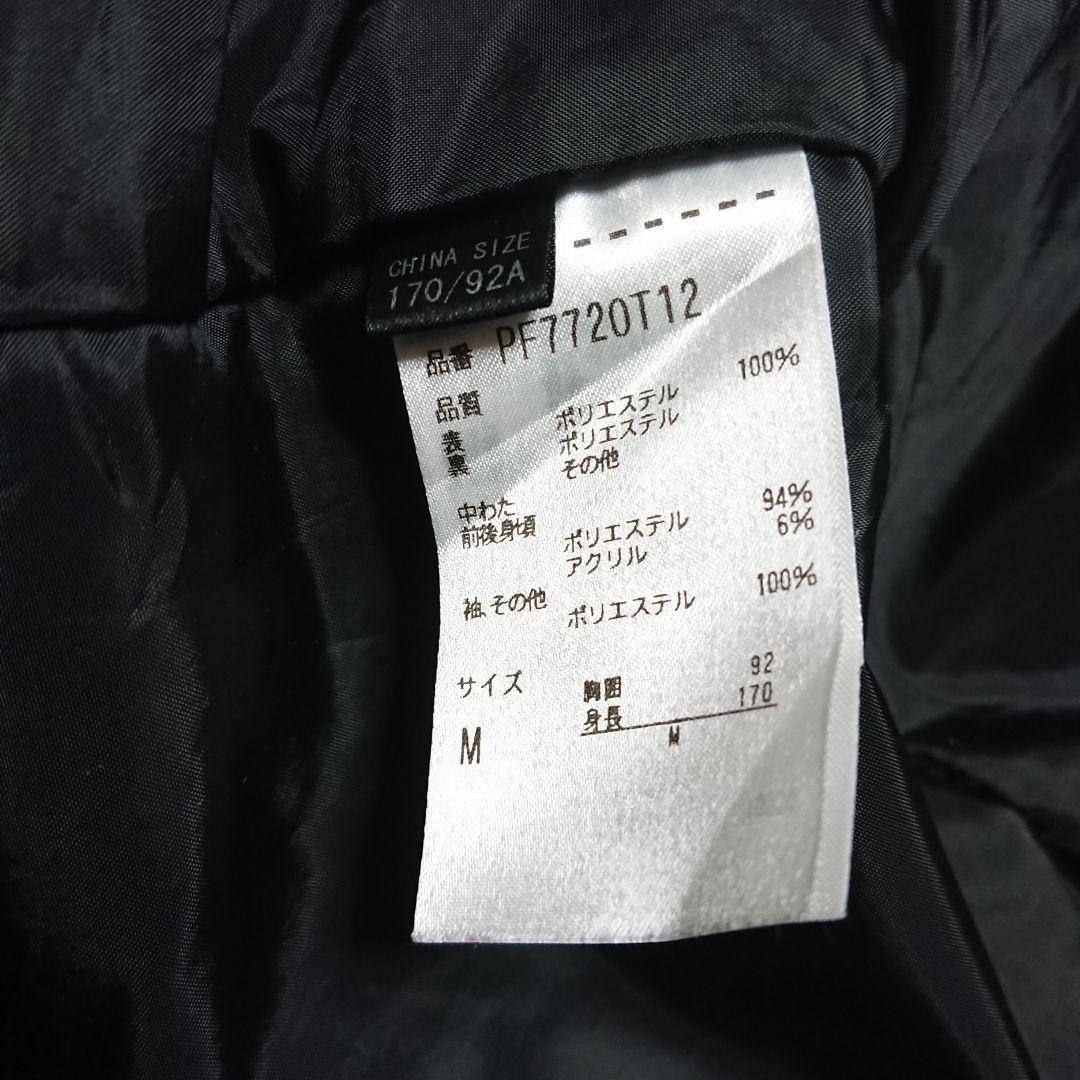 CHINA SIZE
170/92A
品番 PF7720T12
品質
表 ポリエステル 100%
裏 ポリエステル
その他
中わた
前後身頃 ポリエステル 94%
アクリル 6%
袖、その他 ポリエステル 100%
サイズ 胸囲 92
身長 170
M M